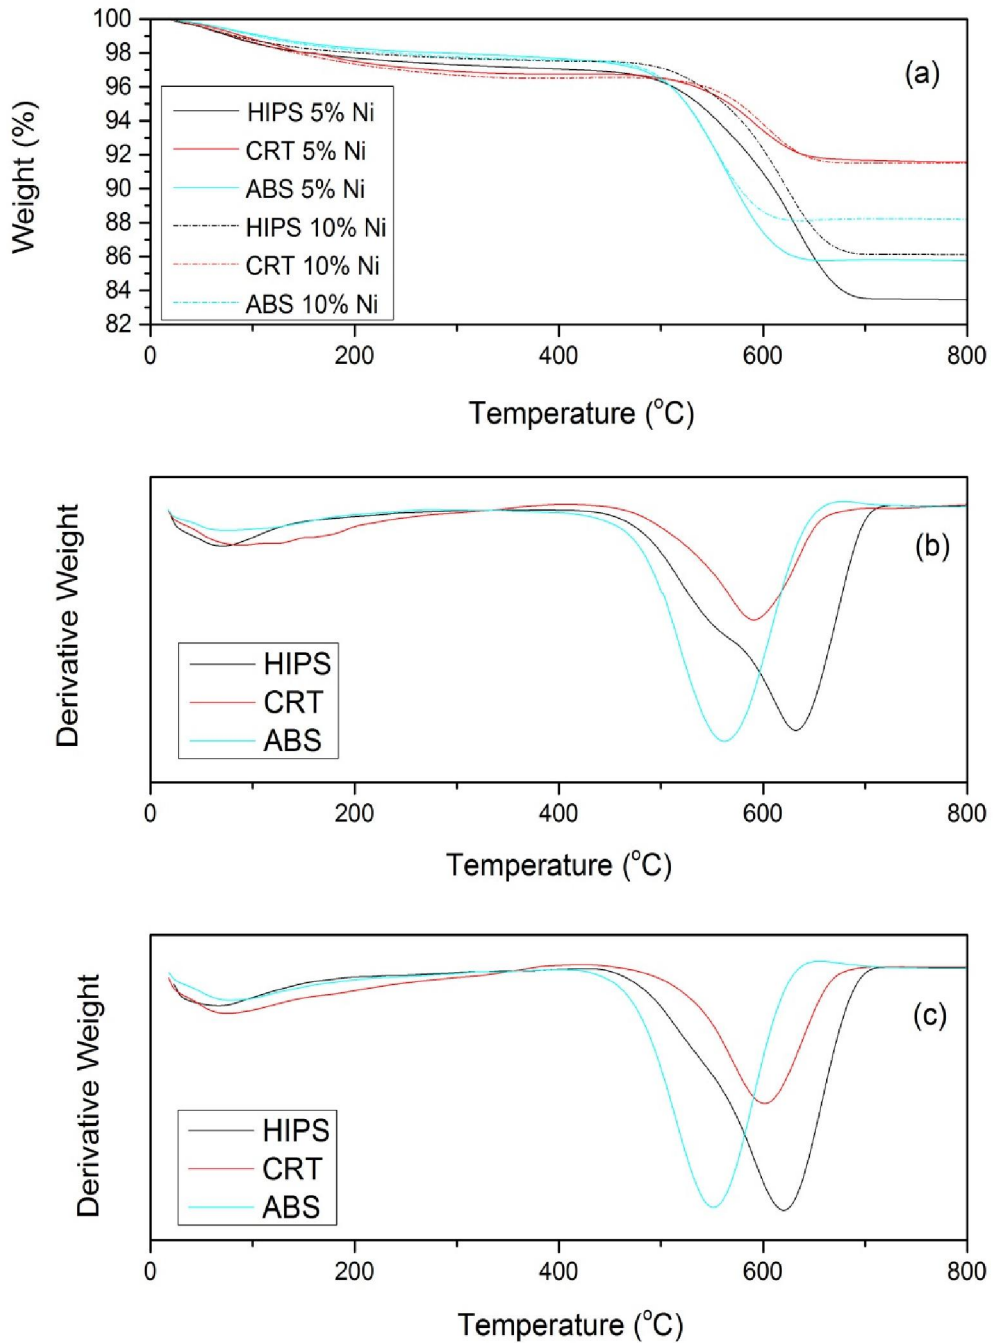 100
98
96
94
92
90
88
86
84
82
Weight (%)
(a)
HIPS 5% Ni
CRT 5% Ni
ABS 5% Ni
HIPS 10% Ni
CRT 10% Ni
ABS 10% Ni
0 200 400 600 800
Temperature (°C)
Derivative Weight
(b)
HIPS
CRT
ABS
0 200 400 600 800
Temperature (°C)
Derivative Weight
(c)
HIPS
CRT
ABS
0 200 400 600 800
Temperature (°C)